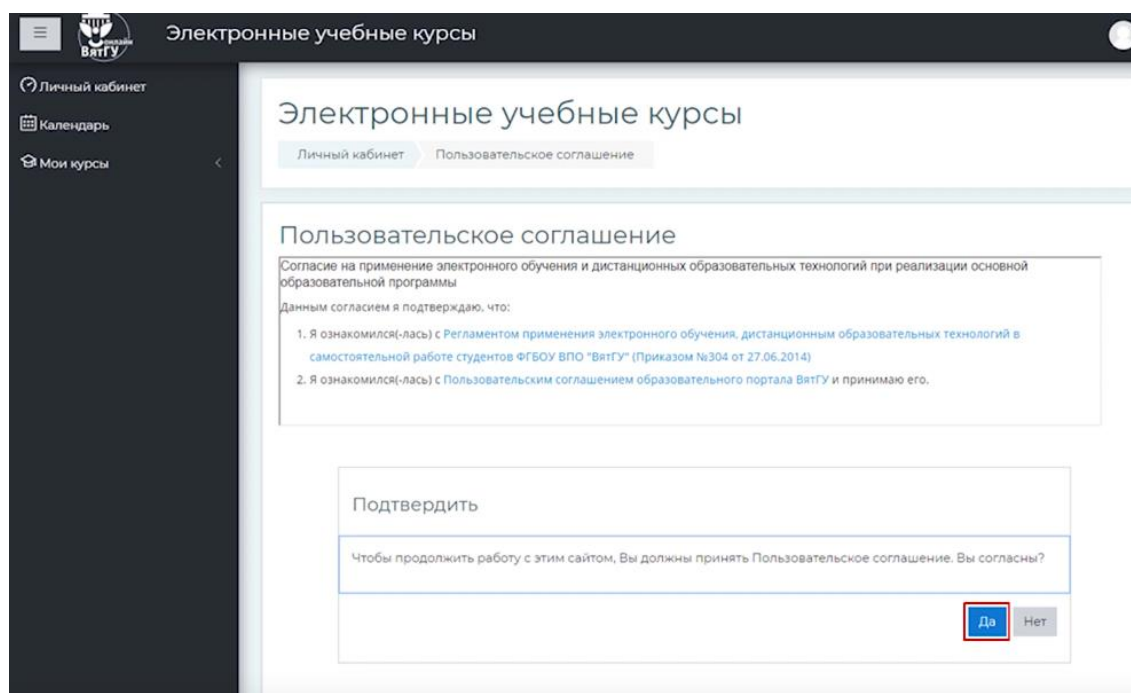 онлайн
ВятГУ
Электронные учебные курсы
Личный кабинет
Календарь
Мои курсы
Электронные учебные курсы
Личный кабинет
Пользовательское соглашение
Пользовательское соглашение
Согласие на применение электронного обучения и дистанционных образовательных технологий при реализации основной
образовательной программы
Данным согласием я подтверждаю, что:
1. Я ознакомился(-лась) с Регламентом применения электронного обучения, дистанционным образовательных технологий в
самостоятельной работе студентов ФГБОУ ВПО "ВятГУ" (Приказом №304 от 27.06.2014)
2. Я ознакомился(-лась) с Пользовательским соглашением образовательного портала ВятГУ и принимаю его.
Подтвердить
Чтобы продолжить работу с этим сайтом, Вы должны принять Пользовательское соглашение. Вы согласны?
Да
Нет